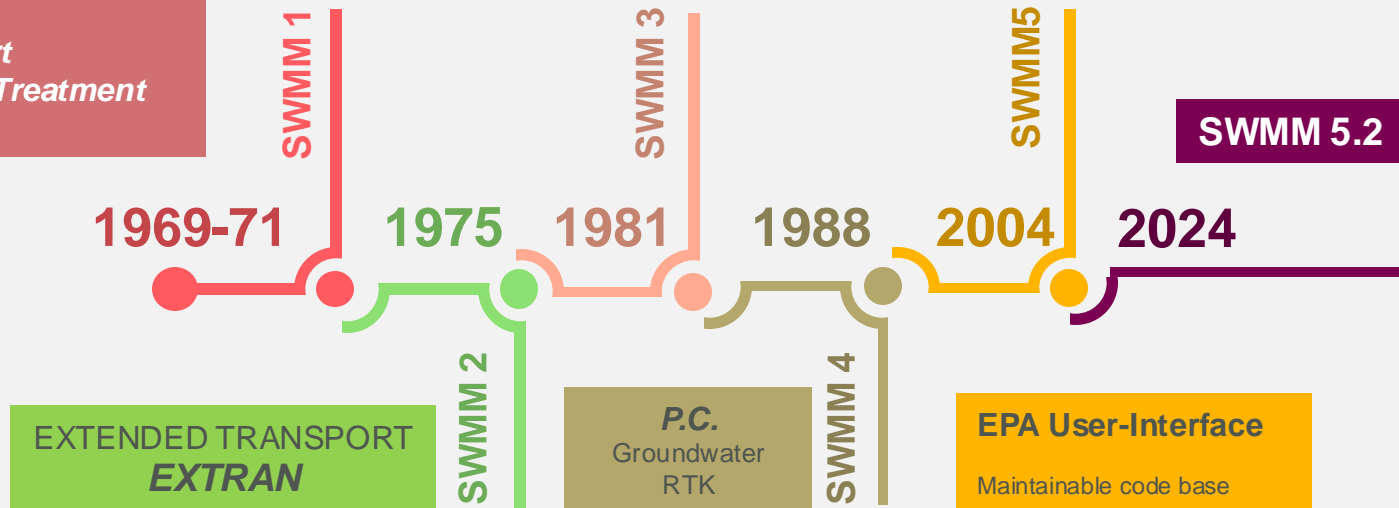 Treatment
SWMM 1
SWMM 3
SWMM5
SWMM 5.2
1969-71
1975
1981
1988
2004
2024
EXTENDED TRANSPORT
EXTRAN
SWMM 2
P.C.
Groundwater
RTK
SWMM 4
EPA User-Interface
Maintainable code base